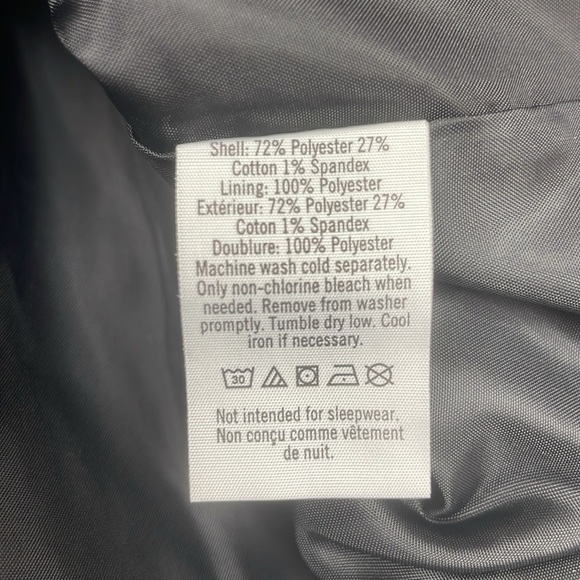 Shell: 72% Polyester 27%
Cotton 1% Spandex
Lining: 100% Polyester
Extérieur: 72% Polyester 27%
Coton 1% Spandex
Doublure: 100% Polyester
Machine wash cold separately.
Only non-chlorine bleach when
needed. Remove from washer
promptly. Tumble dry low. Cool
iron if necessary.
30
Not intended for sleepwear.
Non conçu comme vêtement
de nuit.